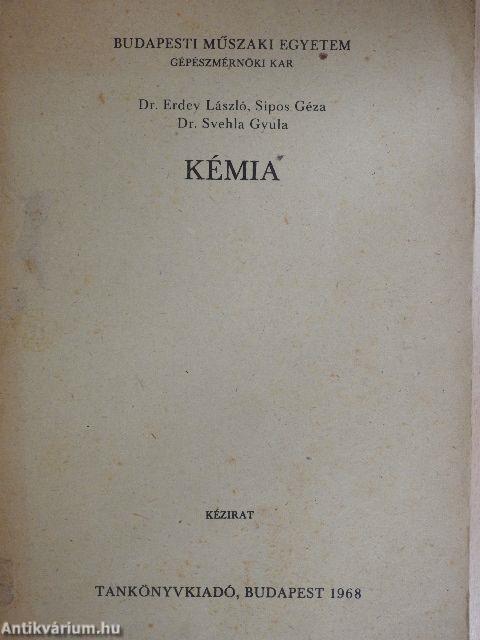 BUDAPESTI MŰSZAKI EGYETEM
GÉPÉSZMÉRNÖKI KAR
Dr. Erdey László, Sipos Géza
Dr. Svehla Gyula
KÉMIA
KÉZIRAT
TANKÖNYVKIADÓ, BUDAPEST 1968
Antikvárium.hu